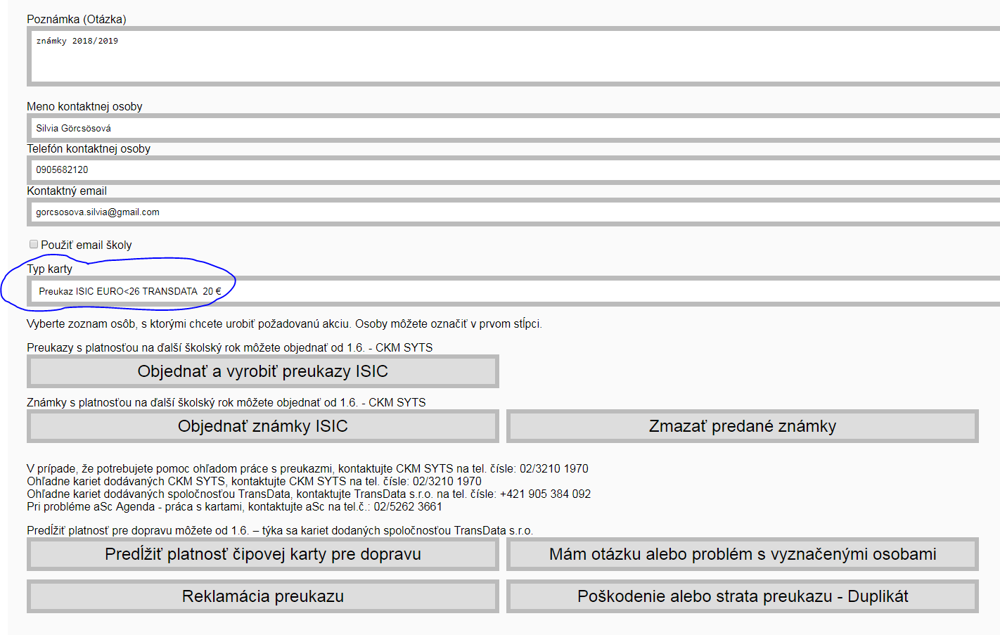 Poznámka (Otázka)
známky 2018/2019
Meno kontaktnej osoby
Silvia Görcsösová
Telefón kontaktnej osoby
0905682120
Kontaktný email
gorcsosova.silvia@gmail.com
Použiť email školy
Typ karty
Preukaz ISIC EURO<26 TRANSDATA 20 €
Vyberte zoznam osôb, s ktorými chcete urobiť požadovanú akciu. Osoby môžete označiť v prvom stĺpci.
Preukazy s platnosťou na ďalší školský rok môžete objednať od 1.6. - CKM SYTS
Objednať a vyrobiť preukazy ISIC
Známky s platnosťou na ďalší školský rok môžete objednať od 1.6. - CKM SYTS
Objednať známky ISIC
Zmazať predané známky
V prípade, že potrebujete pomoc ohľadom práce s preukazmi, kontaktujte CKM SYTS na tel. čísle: 02/3210 1970
Ohľadne kariet dodávaných CKM SYTS, kontaktujte CKM SYTS na tel. čísle: 02/3210 1970
Ohľadne kariet dodávaných spoločnosťou TransData, kontaktujte TransData s.r.o. na tel. čísle: +421 905 384 092
Pri probléme aSc Agenda - práca s kartami, kontaktujte aSc na tel.č.: 02/5262 3661
Predĺžiť platnosť pre dopravu môžete od 1.6. – týka sa kariet dodaných spoločnosťou TransData s.r.o.
Predĺžiť platnosť čipovej karty pre dopravu
Mám otázku alebo problém s vyznačenými osobami
Reklamácia preukazu
Poškodenie alebo strata preukazu - Duplikát